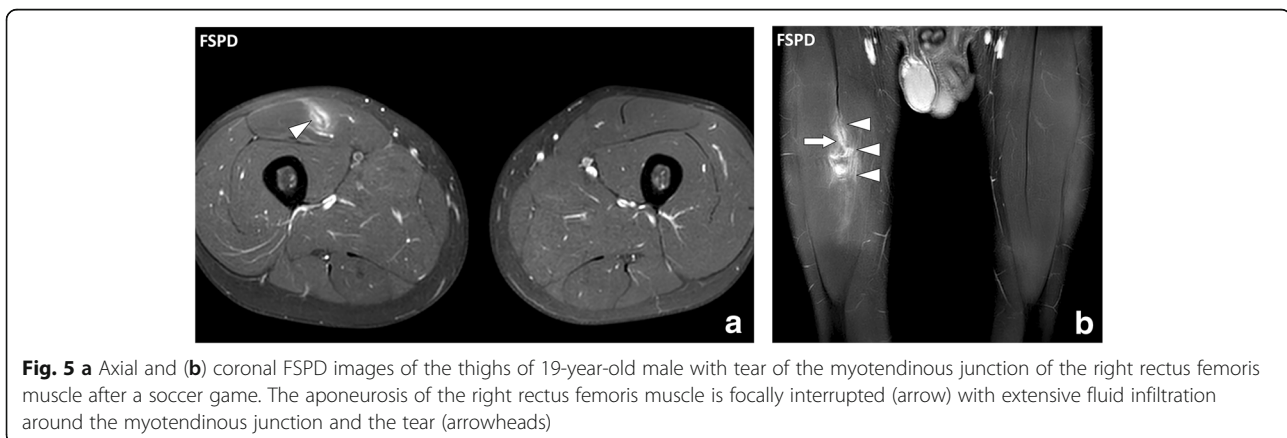 FSPD
FSPD
a
b
Fig. 5 a Axial and (b) coronal FSPD images of the thighs of 19-year-old male with tear of the myotendinous junction of the right rectus femoris
muscle after a soccer game. The aponeurosis of the right rectus femoris muscle is focally interrupted (arrow) with extensive fluid infiltration
around the myotendinous junction and the tear (arrowheads)